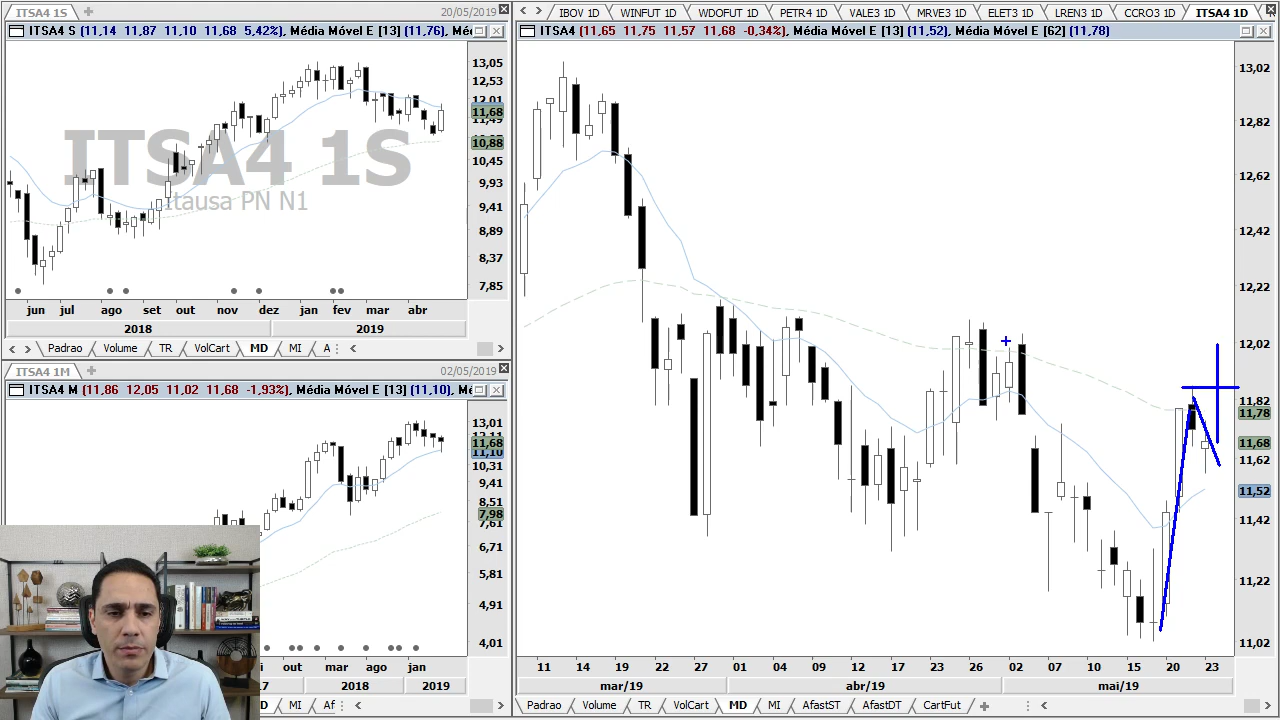 ITSA4 1S
20/05/2019
ITSA4 S (11,14 11,87 11,10 11,68 5,42%), Média Móvel E [13] (11,76), Mé
ITSA4 1S
Itausa PN N1
13,05
12,53
12,01
11,68
11,49
10,88
10,45
9,93
9,41
8,89
8,37
7,85
jun jul ago set out nov dez jan fev mar abr
2018 2019
Padrao Volume TR VolCart MD MI A
ITSA4 1M
02/05/2019
ITSA4 M (11,86 12,05 11,02 11,68 -1,93%), Média Móvel E [13] (11,10), Mé
13,01
11,68
11,10
10,31
9,41
8,51
7,98
7,61
6,71
5,81
4,91
4,01
out mar ago jan
2018 2019
MI Af
IBOV 1D WINFUT 1D WDOFUT 1D PETR4 1D VALE3 1D MRVE3 1D ELET3 1D LREN3 1D CCRO3 1D ITSA4 1D
ITSA4 (11,65 11,75 11,57 11,68 -0,34%), Média Móvel E [13] (11,52), Média Móvel E [62] (11,78)
13,02
12,82
12,62
12,42
12,22
12,02
11,82
11,78
11,68
11,62
11,52
11,42
11,22
11,02
11 14 19 22 27 01 04 09 12 17 23 26 02 07 10 15 20 23
mar/19 abr/19 mai/19
Padrao Volume TR VolCart MD MI AfastST AfastDT CartFut